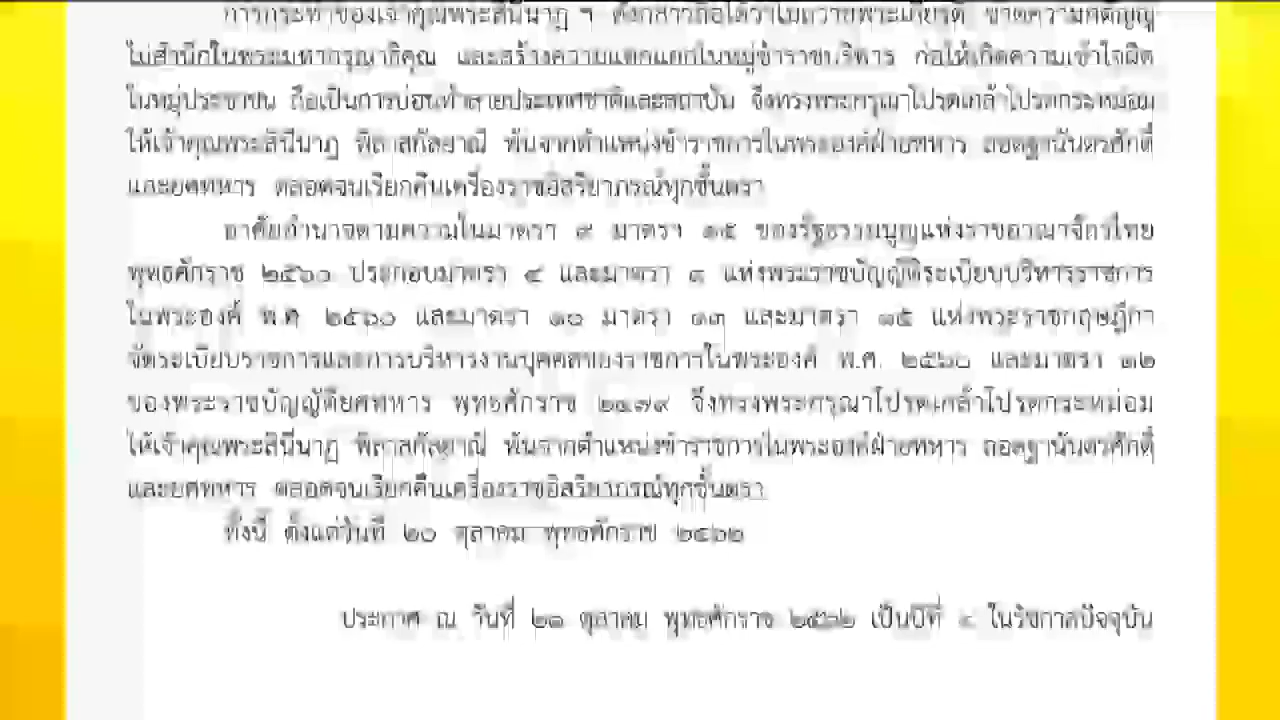 การกระทำของเจ้าคุณพระสินีนาฏ ฯ ดังกล่าวถือได้ว่าไม่ถวายพระเกียรติ ขาดความกตัญญู
ไม่สำนึกในพระมหากรุณาธิคุณ และสร้างความแตกแยกในหมู่ข้าราชบริพาร ก่อให้เกิดความเข้าใจผิด
ในหมู่ประชาชน ถือเป็นการบ่อนทำลายประเทศชาติและสถาบัน จึงทรงพระกรุณาโปรดเกล้าโปรดกระหม่อม
ให้เจ้าคุณพระสินีนาฏ พิลาสกัลยาณี พ้นจากตำแหน่งข้าราชการในพระองค์ฝ่ายทหาร ถอดฐานันดรศักดิ์
และยศทหาร ตลอดจนเรียกคืนเครื่องราชอิสริยาภรณ์ทุกชั้นตรา
อาศัยอำนาจตามความในมาตรา ๙ มาตรา ๑๕ ของรัฐธรรมนูญแห่งราชอาณาจักรไทย
พุทธศักราช ๒๕๖๐ ประกอบมาตรา ๔ และมาตรา แห่งพระราชบัญญัติระเบียบบริหารราชการ
ในพระองค์ พ.ศ. ๒๕๖๐ และมาตรา ๑๐ มาตรา ๑๓ และมาตรา ๑๕ แห่งพระราชกฤษฎีกา
จัดระเบียบราชการและการบริหารงานบุคคลของราชการในพระองค์ พ.ศ. ๒๕๖๐ และมาตรา ๑๒
ของพระราชบัญญัติยศทหาร พุทธศักราช ๒๔๗๙ จึงทรงพระกรุณาโปรดเกล้าโปรดกระหม่อม
ให้เจ้าคุณพระสินีนาฏ พิลาสกัลยาณี พ้นจากตำแหน่งข้าราชการในพระองค์ฝ่ายทหาร ถอดฐานันดรศักดิ์
และยศทหาร ตลอดจนเรียกคืนเครื่องราชอิสริยาภรณ์ทุกชั้นตรา
ทั้งนี้ ตั้งแต่วันที่ ๒๐ ตุลาคม พุทธศักราช ๒๕๖๒
ประกาศ ณ วันที่ ๒๑ ตุลาคม พุทธศักราช ๒๕๖๒ เป็นปีที่ ๔ ในรัชกาลปัจจุบัน